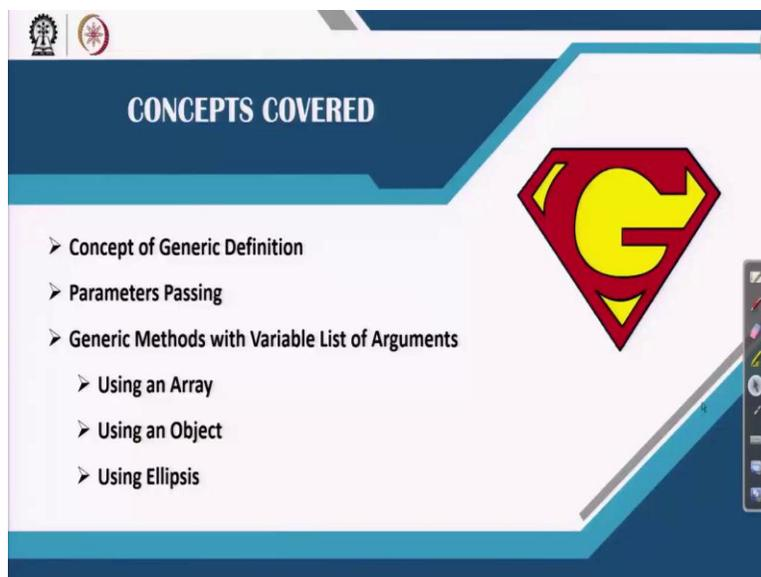 CONCEPTS COVERED
G
➤ Concept of Generic Definition
➤ Parameters Passing
➤ Generic Methods with Variable List of Arguments
➤ Using an Array
➤ Using an Object
➤ Using Ellipsis